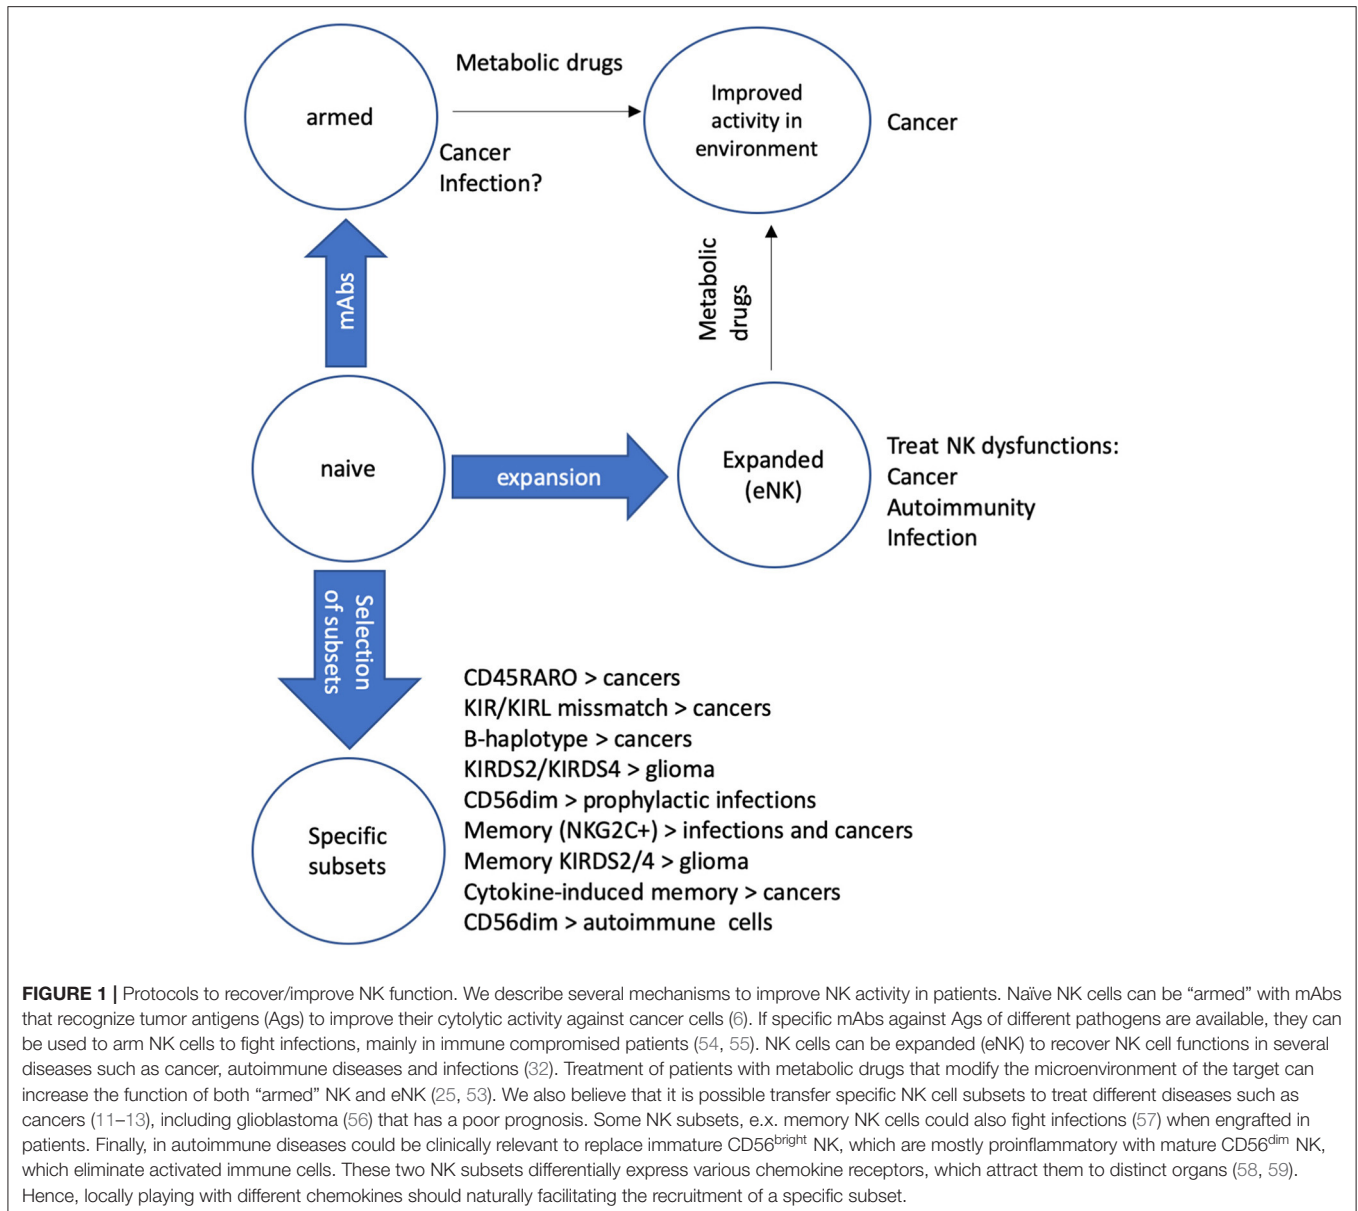 armed
Metabolic drugs
Cancer
Infection?
Improved
activity in
environment
Cancer
mAbs
Metabolic
drugs
naive
expansion
Expanded
(eNK)
Treat NK dysfunctions:
Cancer
Autoimmunity
Infection
Selection
of subsets
Specific
subsets
CD45RARO > cancers
KIR/KIRL missmatch > cancers
B-haplotype > cancers
KIRDS2/KIRDS4 > glioma
CD56dim > prophylactic infections
Memory (NKG2C+) > infections and cancers
Memory KIRDS2/4 > glioma
Cytokine-induced memory > cancers
CD56dim > autoimmune cells
FIGURE 1 | Protocols to recover/improve NK function. We describe several mechanisms to improve NK activity in patients. Naïve NK cells can be “armed” with mAbs
that recognize tumor antigens (Ags) to improve their cytolytic activity against cancer cells (6). If specific mAbs against Ags of different pathogens are available, they can
be used to arm NK cells to fight infections, mainly in immune compromised patients (54, 55). NK cells can be expanded (eNK) to recover NK cell functions in several
diseases such as cancer, autoimmune diseases and infections (32). Treatment of patients with metabolic drugs that modify the microenvironment of the target can
increase the function of both “armed” NK and eNK (25, 53). We also believe that it is possible transfer specific NK cell subsets to treat different diseases such as
cancers (11–13), including glioblastoma (56) that has a poor prognosis. Some NK subsets, e.x. memory NK cells could also fight infections (57) when engrafted in
patients. Finally, in autoimmune diseases could be clinically relevant to replace immature CD56bright NK, which are mostly proinflammatory with mature CD56dim NK,
which eliminate activated immune cells. These two NK subsets differentially express various chemokine receptors, which attract them to distinct organs (58, 59).
Hence, locally playing with different chemokines should naturally facilitating the recruitment of a specific subset.